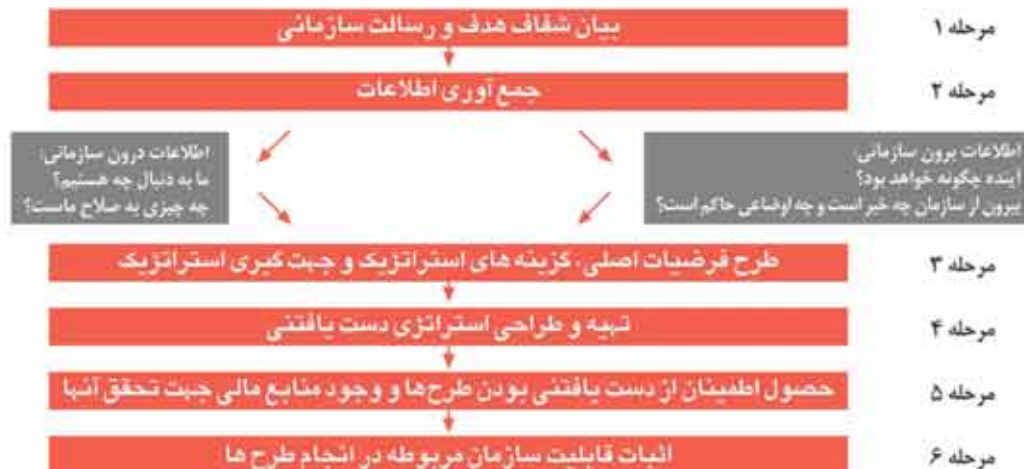 مرحله ۱
بیان شفاف هدف و رسالت سازمانی
مرحله ۲
جمع آوری اطلاعات
اطلاعات برون سازمانی:
آینده چگونه خواهد بود؟
بیرون از سازمان چه خبر است و چه اوضاعی حاکم است؟
اطلاعات درون سازمانی:
ما به دنبال چه هستیم؟
چه چیزی به صلاح ماست؟
مرحله ۳
طرح فرضیات اصلی، گزینه های استراتژیک و جهت گیری استراتژیک
مرحله ۴
تهیه و طراحی استراتژی دست یافتنی
مرحله ۵
حصول اطمینان از دست یافتنی بودن طرح‌ها و وجود منابع مالی جهت تحقق آنها
مرحله ۶
اثبات قابلیت سازمان مربوطه در انجام طرح ها